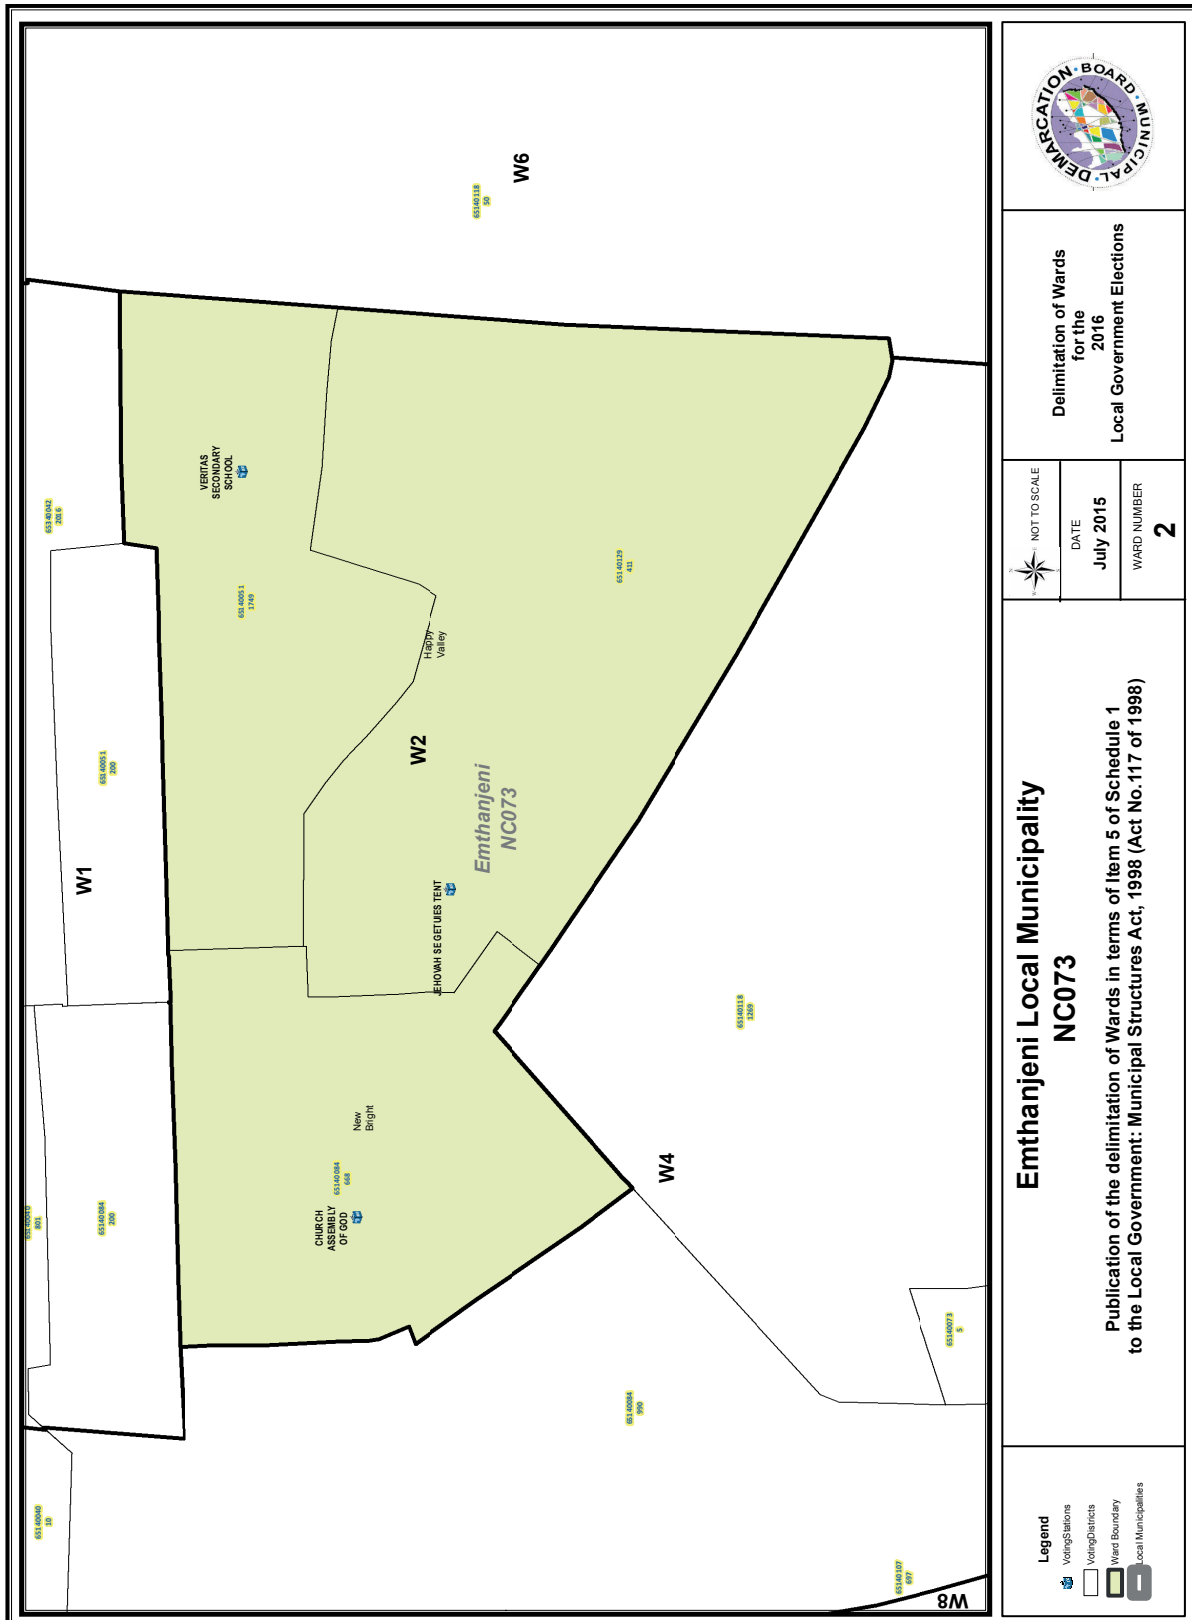 65140040
10
65140040
801
65140084
200
W1
65140051
200
65340042
2016
VERITAS
SECONDARY
SCHOOL
65140051
1749
Happy
Valley
W2
Emthanjeni
NC073
JEHOVAH SE GETUIES TENT
65140129
411
New
Bright
65140084
668
CHURCH
ASSEMBLY
OF GOD
W6
65140118
50
W4
65140118
1269
65140084
990
65140073
5
65140107
697
W8
Legend
VotingStations
VotingDistricts
Ward Boundary
Local Municipalities
Emthanjeni Local Municipality
NC073
Publication of the delimitation of Wards in terms of Item 5 of Schedule 1
to the Local Government: Municipal Structures Act, 1998 (Act No.117 of 1998)
NOT TO SCALE
DATE
July 2015
WARD NUMBER
2
Delimitation of Wards
for the
2016
Local Government Elections
MUNICIPAL DEMARCATION BOARD